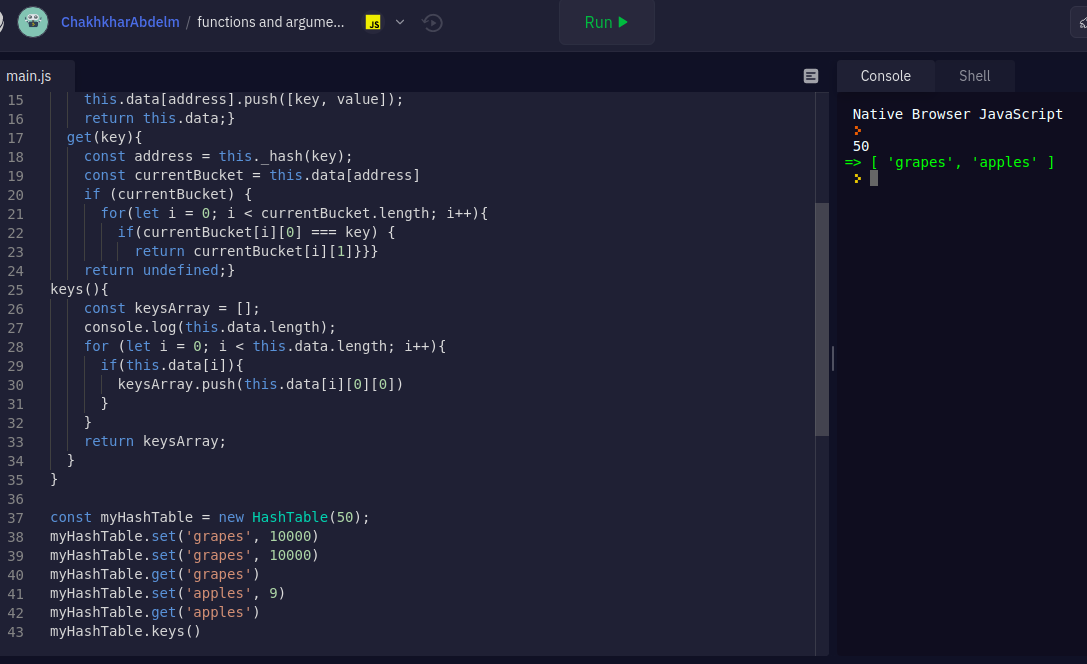 ChakhkharAbdelm / functions and argume... JS Run
main.js
Console Shell
15 this.data[address].push([key, value]);
16 return this.data;}
17 get(key){
18 const address = this._hash(key);
19 const currentBucket = this.data[address]
20 if (currentBucket) {
21 for(let i = 0; i < currentBucket.length; i++){
22 if(currentBucket[i][0] === key) {
23 return currentBucket[i][1]}}}
24 return undefined;}
25 keys(){
26 const keysArray = [];
27 console.log(this.data.length);
28 for (let i = 0; i < this.data.length; i++){
29 if(this.data[i]){
30 keysArray.push(this.data[i][0][0])
31 }
32 }
33 return keysArray;
34 }
35 }
36
37 const myHashTable = new HashTable(50);
38 myHashTable.set('grapes', 10000)
39 myHashTable.set('grapes', 10000)
40 myHashTable.get('grapes')
41 myHashTable.set('apples', 9)
42 myHashTable.get('apples')
43 myHashTable.keys()
Native Browser JavaScript
50
=> [ 'grapes', 'apples' ]